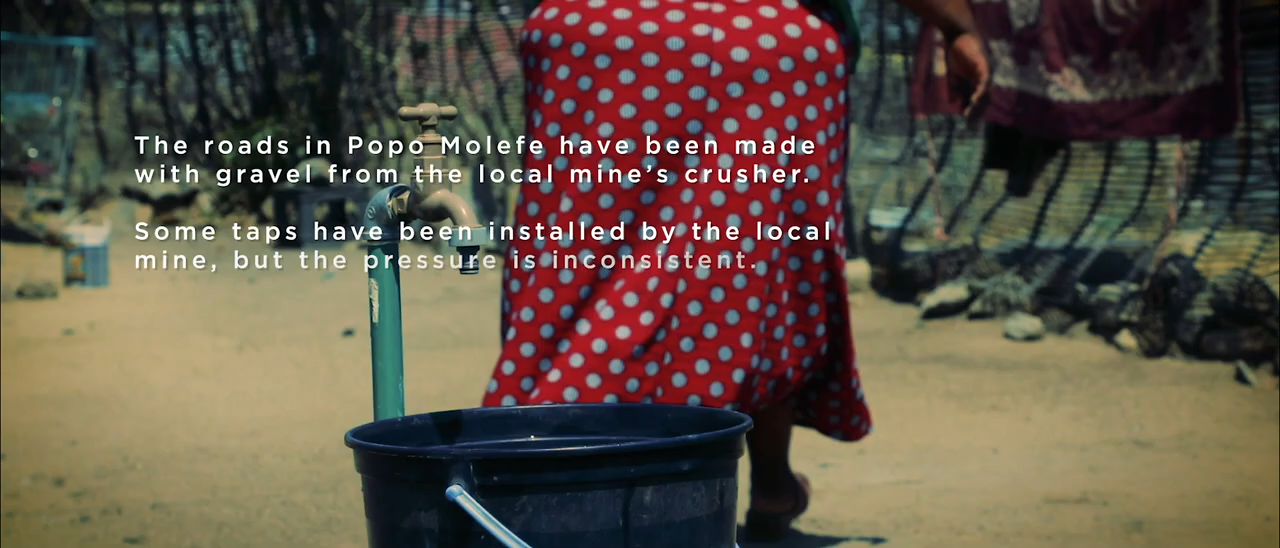 The roads in Popo Molefe have been made
with gravel from the local mine’s crusher.
Some taps have been installed by the local
mine, but the pressure is inconsistent.